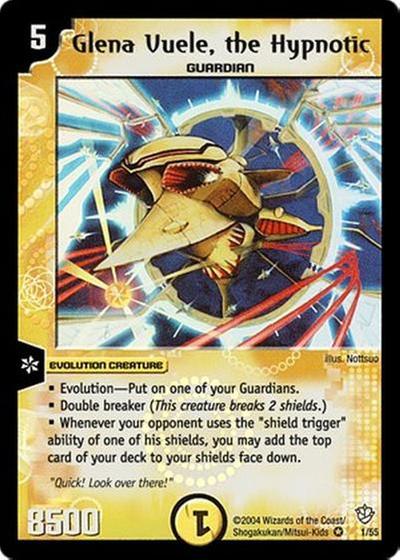 5 Glena Vuele, the Hypnotic
GUARDIAN
illus. Nottsuo
EVOLUTION CREATURE
▪ Evolution—Put on one of your Guardians.
▪ Double breaker (This creature breaks 2 shields.)
▪ Whenever your opponent uses the "shield trigger"
ability of one of his shields, you may add the top
card of your deck to your shields face down.
"Quick! Look over there!"
8500
1
©2004 Wizards of the Coast/
Shogakukan/Mitsui-Kids
1/55